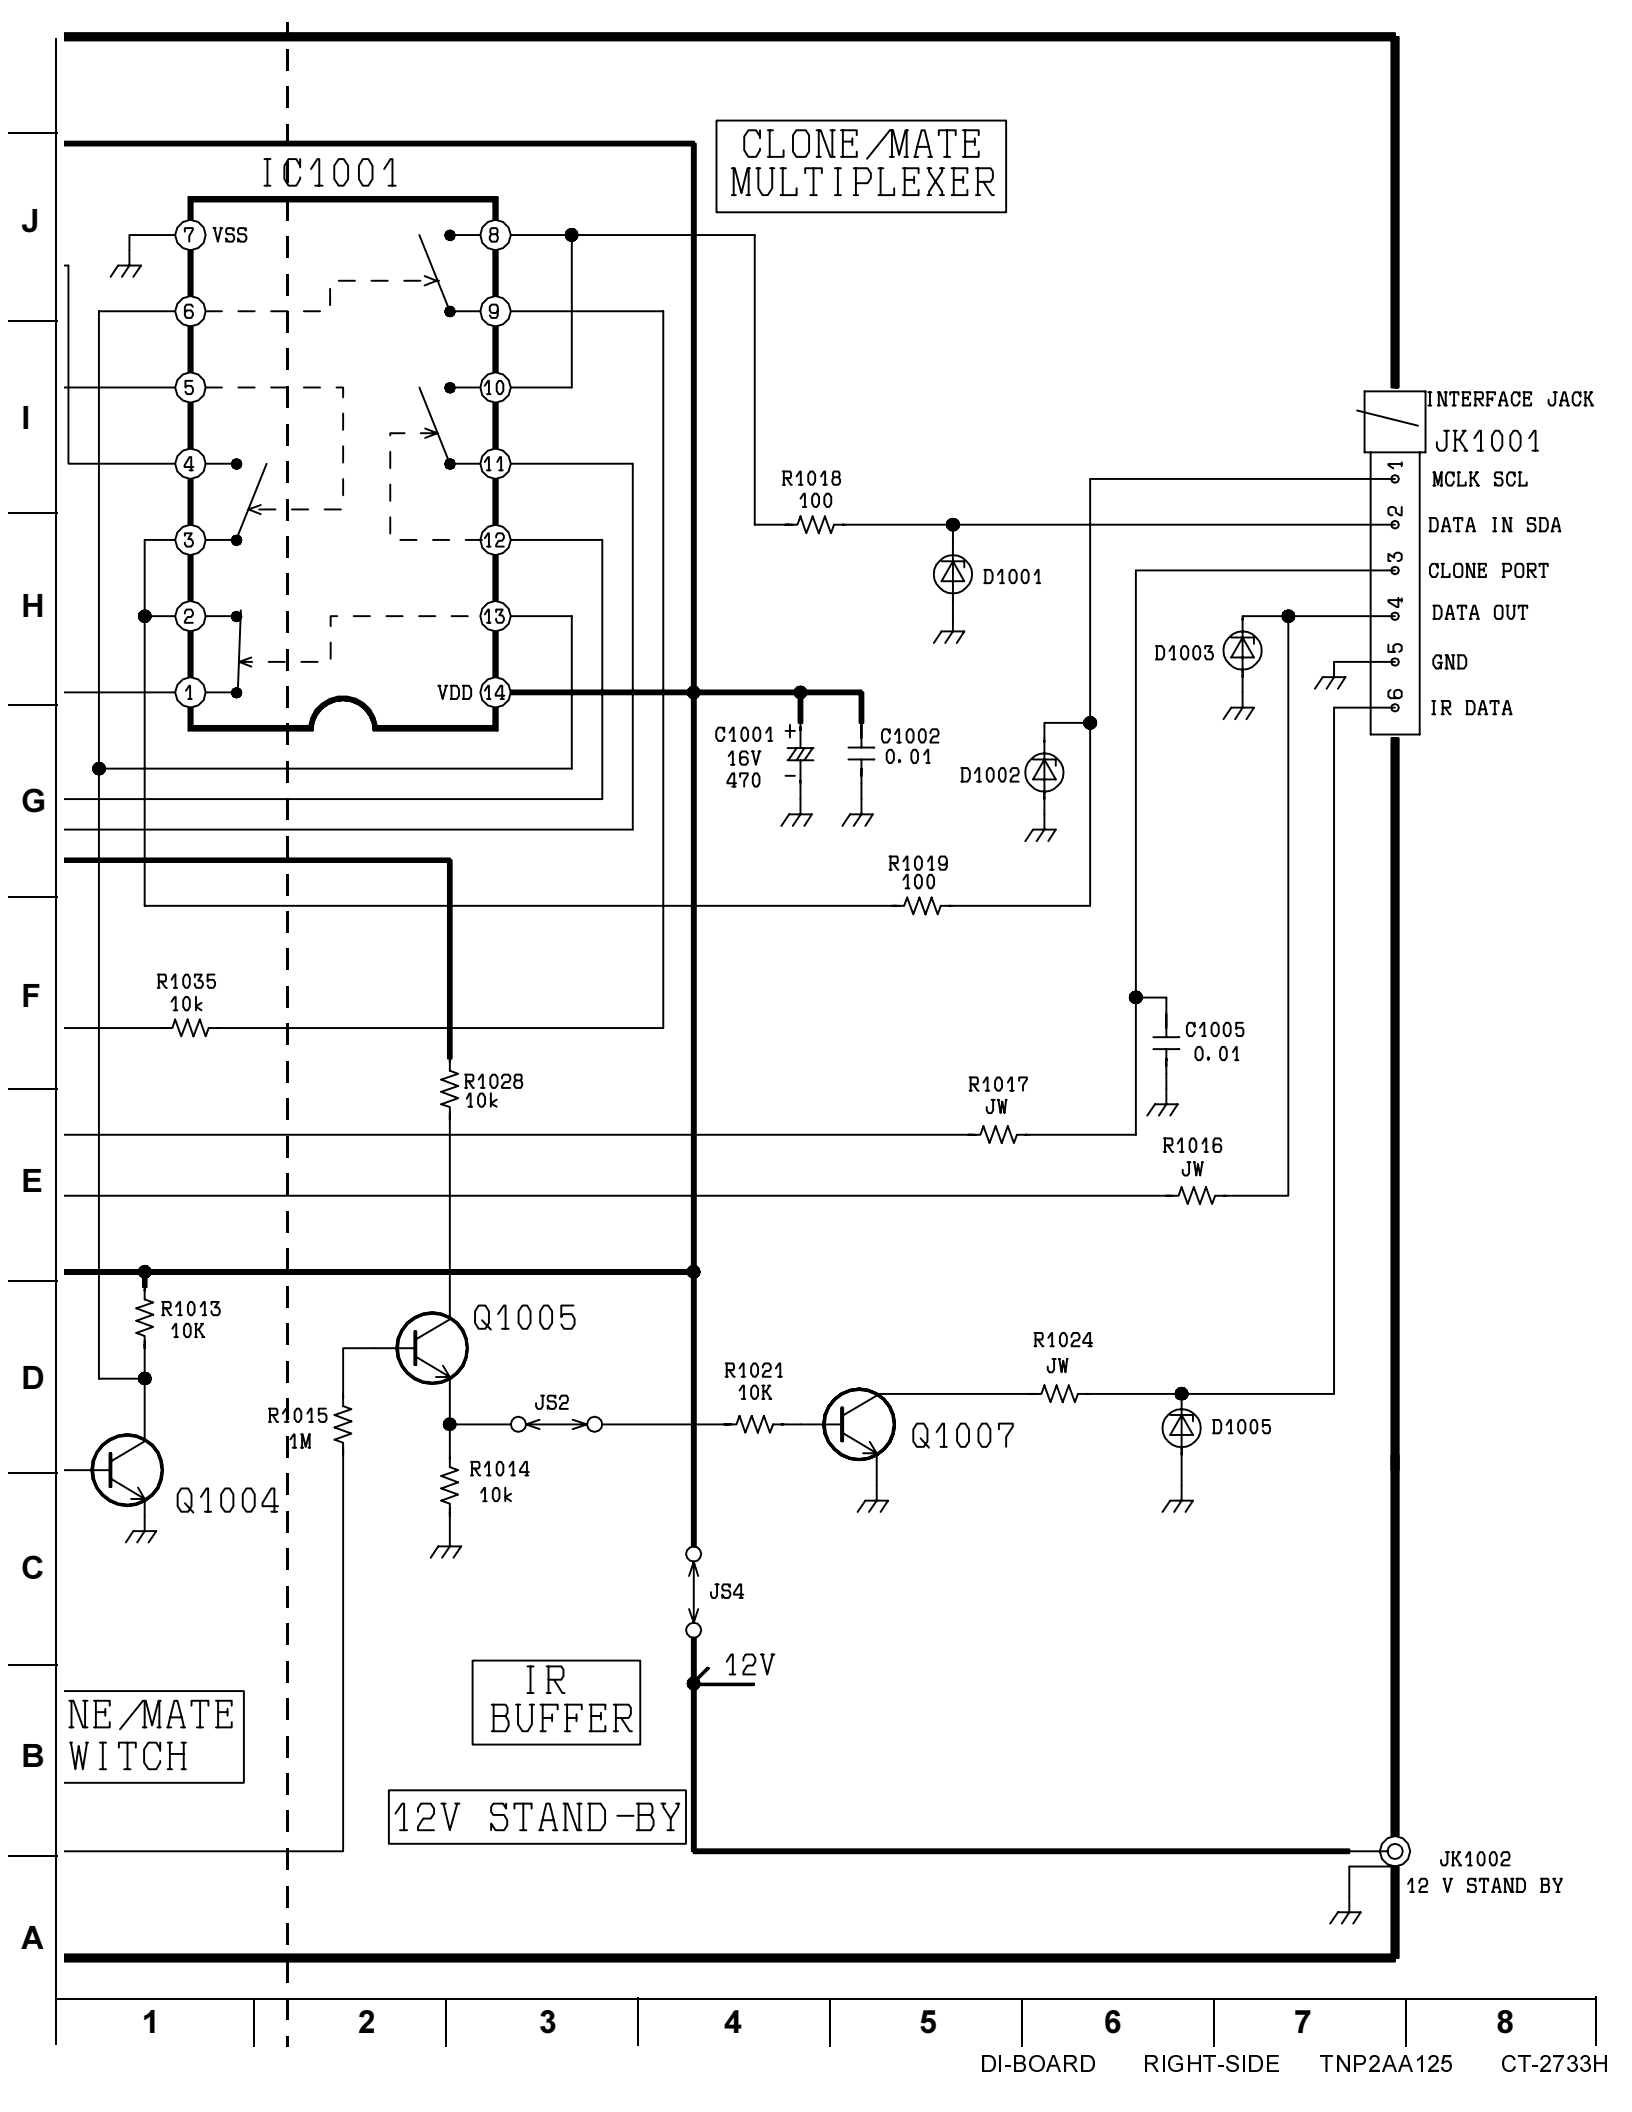 CLONE/MATE
MULTIPLEXER
IC1001
J
7 VSS
8
6
9
5
10
I
4
11
INTERFACE JACK
JK1001
1 MCLK SCL
R1018
100
2 DATA IN SDA
3
12
3 CLONE PORT
D1001
H
2
13
4 DATA OUT
D1003
5 GND
1
VDD 14
6 IR DATA
C1001 +
16V
470 -
C1002
0.01
D1002
G
R1019
100
F
R1035
10k
C1005
0.01
R1028
10k
R1017
JW
R1016
JW
E
R1013
10K
Q1005
R1024
JW
D
R1021
10K
JS2
R1015
1M
Q1007
D1005
R1014
10k
Q1004
C
JS4
12V
IR
BUFFER
NE/MATE
WITCH
B
12V STAND-BY
JK1002
12 V STAND BY
A
1 2 3 4 5 6 7 8
DI-BOARD RIGHT-SIDE TNP2AA125 CT-2733H